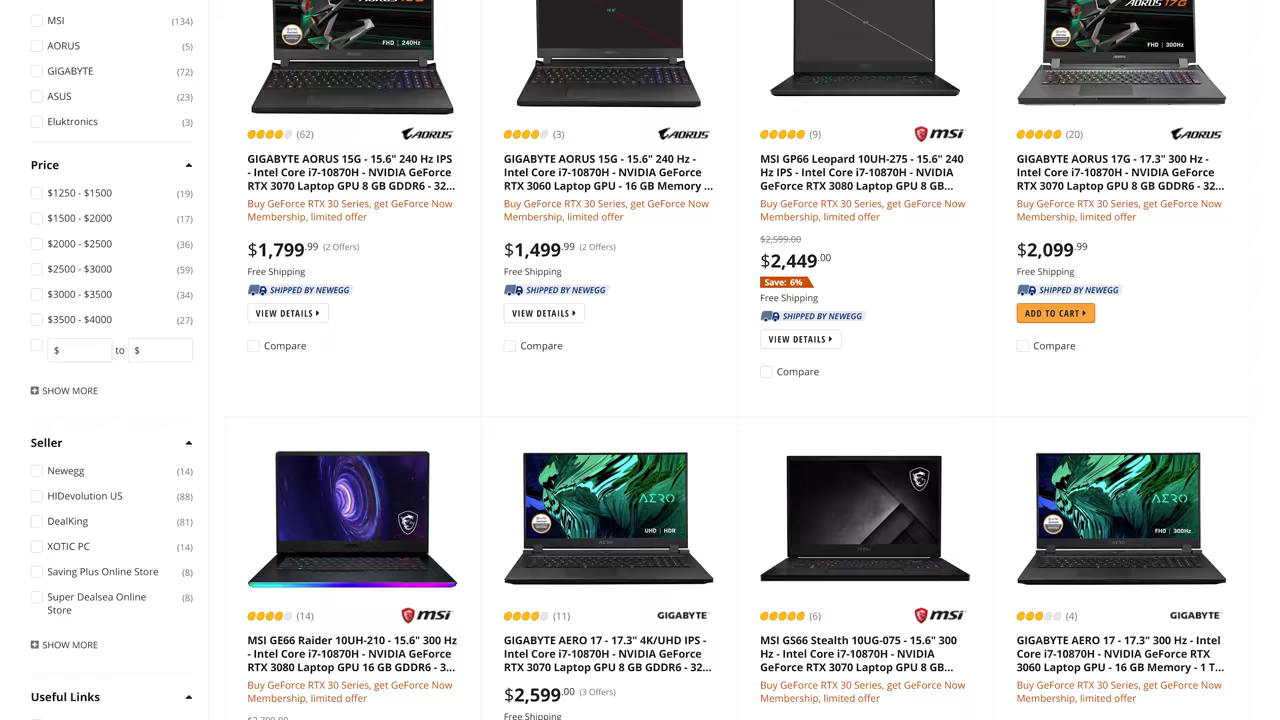 MSI (134)
AORUS (5)
GIGABYTE (72)
ASUS (23)
Eluktronics (3)
Price
$1250 - $1500 (19)
$1500 - $2000 (17)
$2000 - $2500 (36)
$2500 - $3000 (59)
$3000 - $3500 (34)
$3500 - $4000 (27)
$ to $
SHOW MORE
Seller
Newegg (14)
HIDevolution US (88)
DealKing (81)
XOTIC PC (14)
Saving Plus Online Store (8)
Super Dealsea Online (8)
Store
SHOW MORE
Useful Links
FHD | 240Hz
(62) AORUS
GIGABYTE AORUS 15G - 15.6" 240 Hz IPS
- Intel Core i7-10870H - NVIDIA GeForce
RTX 3070 Laptop GPU 8 GB GDDR6 - 32...
Buy GeForce RTX 30 Series, get GeForce Now
Membership, limited offer
$1,799.99 (2 Offers)
Free Shipping
SHIPPED BY NEWEGG
VIEW DETAILS
Compare
(3) AORUS
GIGABYTE AORUS 15G - 15.6" 240 Hz -
Intel Core i7-10870H - NVIDIA GeForce
RTX 3060 Laptop GPU - 16 GB Memory ...
Buy GeForce RTX 30 Series, get GeForce Now
Membership, limited offer
$1,499.99 (2 Offers)
Free Shipping
SHIPPED BY NEWEGG
VIEW DETAILS
Compare
(9) msi
MSI GP66 Leopard 10UH-275 - 15.6" 240
Hz IPS - Intel Core i7-10870H - NVIDIA
GeForce RTX 3080 Laptop GPU 8 GB...
Buy GeForce RTX 30 Series, get GeForce Now
Membership, limited offer
$2,599.00
$2,449.00
Save: 6%
Free Shipping
SHIPPED BY NEWEGG
VIEW DETAILS
Compare
AORUS 17G
FHD | 300Hz
(20) AORUS
GIGABYTE AORUS 17G - 17.3" 300 Hz -
Intel Core i7-10870H - NVIDIA GeForce
RTX 3070 Laptop GPU 8 GB GDDR6 - 32...
Buy GeForce RTX 30 Series, get GeForce Now
Membership, limited offer
$2,099.99
Free Shipping
SHIPPED BY NEWEGG
ADD TO CART
Compare
(14) msi
MSI GE66 Raider 10UH-210 - 15.6" 300 Hz
- Intel Core i7-10870H - NVIDIA GeForce
RTX 3080 Laptop GPU 16 GB GDDR6 - 3...
Buy GeForce RTX 30 Series, get GeForce Now
Membership, limited offer
AERO
UHD | HDR
AERO
(11) GIGABYTE
GIGABYTE AERO 17 - 17.3" 4K/UHD IPS -
Intel Core i7-10870H - NVIDIA GeForce
RTX 3070 Laptop GPU 8 GB GDDR6 - 32...
$2,599.00 (3 Offers)
Free Shipping
(6) msi
MSI GS66 Stealth 10UG-075 - 15.6" 300
Hz - Intel Core i7-10870H - NVIDIA
GeForce RTX 3070 Laptop GPU 8 GB...
Buy GeForce RTX 30 Series, get GeForce Now
Membership, limited offer
AERO
FHD | 300Hz
AERO
(4) GIGABYTE
GIGABYTE AERO 17 - 17.3" 300 Hz - Intel
Core i7-10870H - NVIDIA GeForce RTX
3060 Laptop GPU - 16 GB Memory - 1 T...
Buy GeForce RTX 30 Series, get GeForce Now
Membership, limited offer